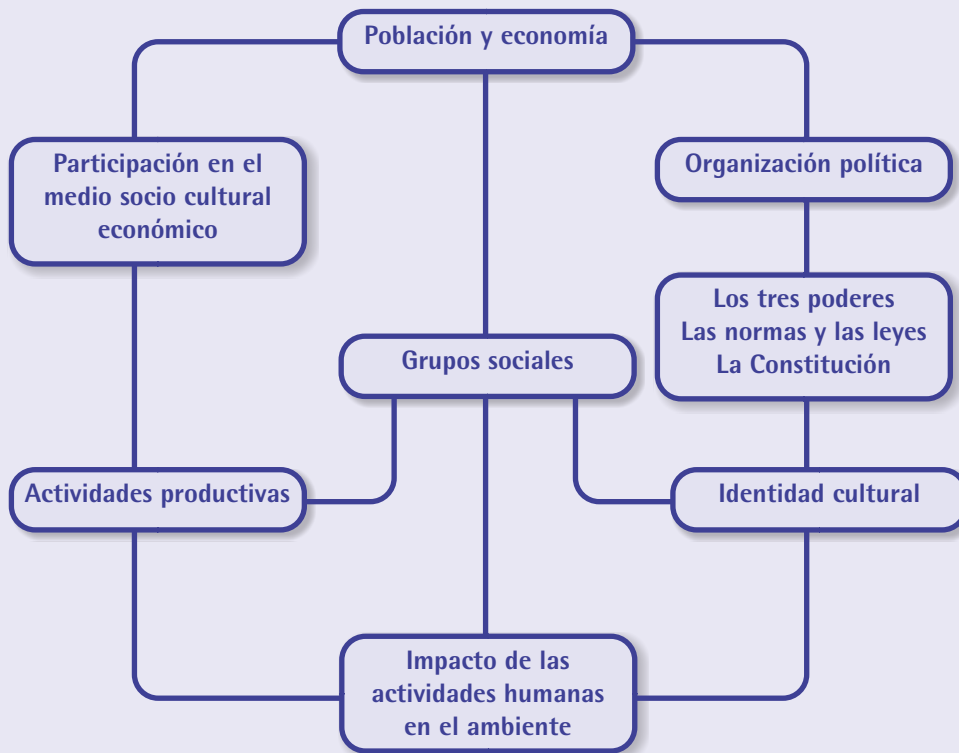 Población y economía
Participación en el
medio socio cultural
económico
Organización política
Los tres poderes
Las normas y las leyes
La Constitución
Grupos sociales
Actividades productivas
Identidad cultural
Impacto de las
actividades humanas
en el ambiente